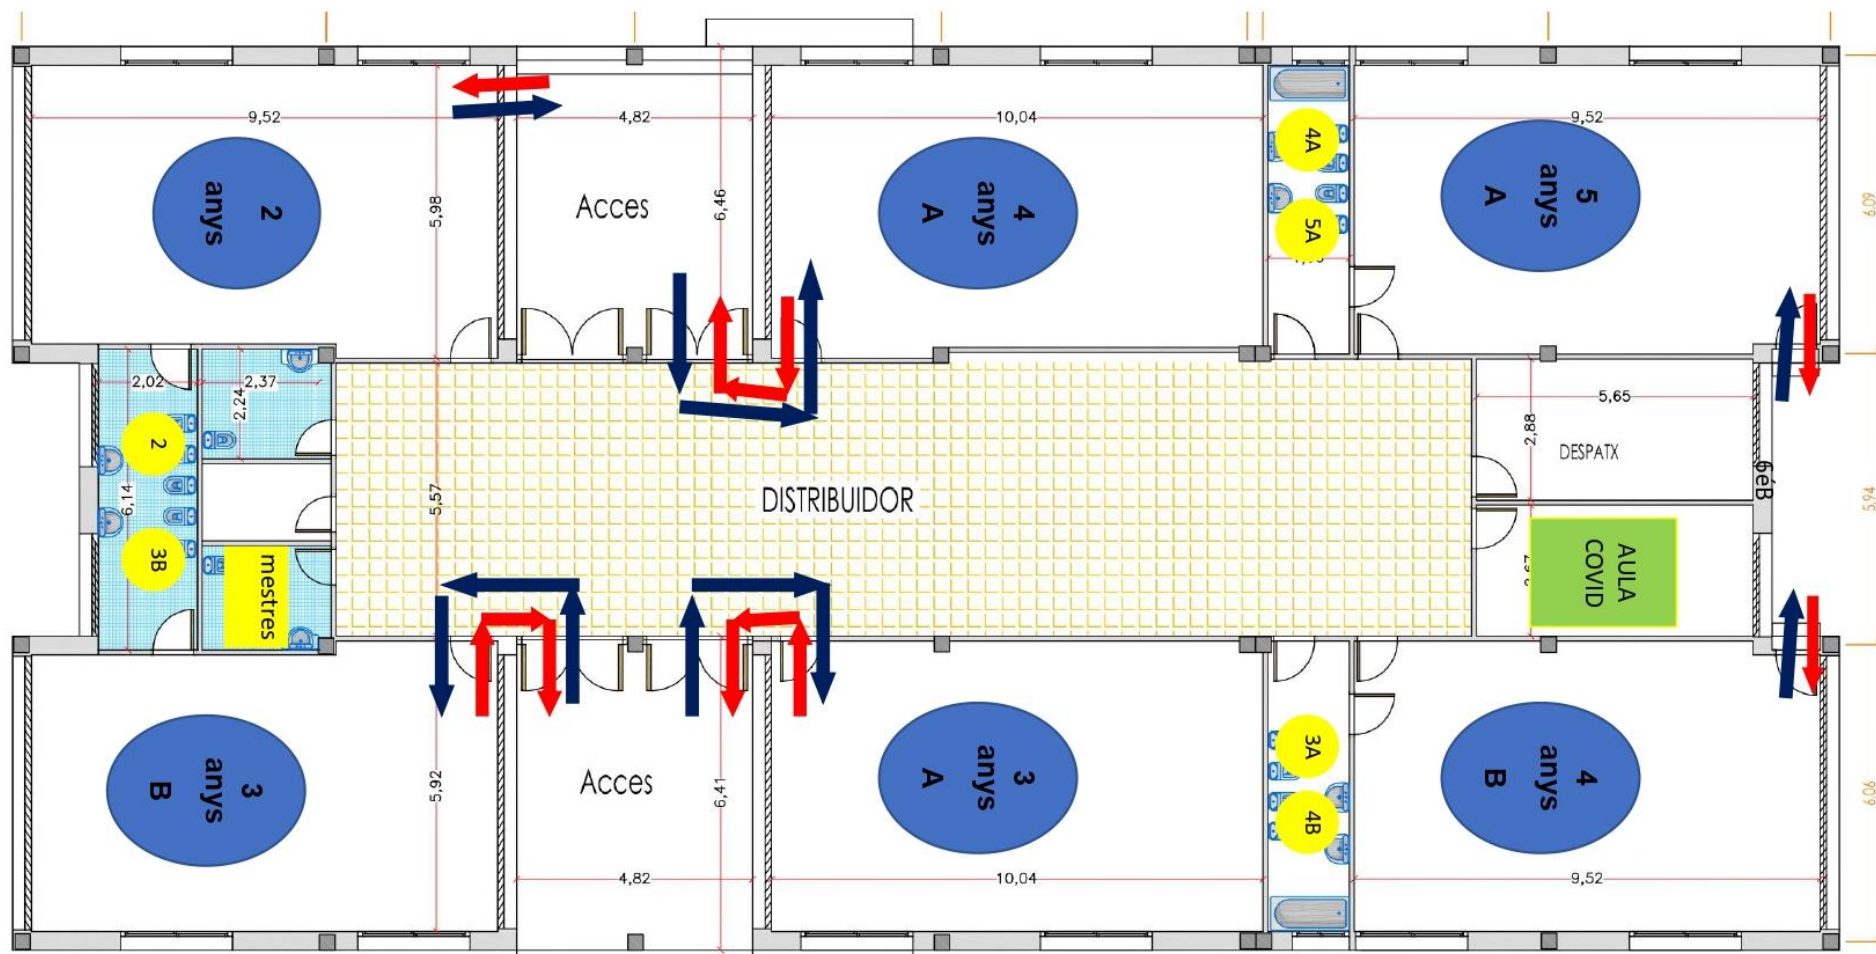 9,52
4,82
10,04
9,52
2
anys
5,98
Acces
6,46
4
anys
A
4A
5A
5
anys
A
6.09
2,02
2,37
2,24
2
6,14
3B
mestres
5,57
DISTRIBUIDOR
5,65
2,88
DESPATX
6éB
5.94
AULA
COVID
3
anys
B
5,92
Acces
6,41
3
anys
A
3A
4B
4
anys
B
6.06
4,82
10,04
9,52